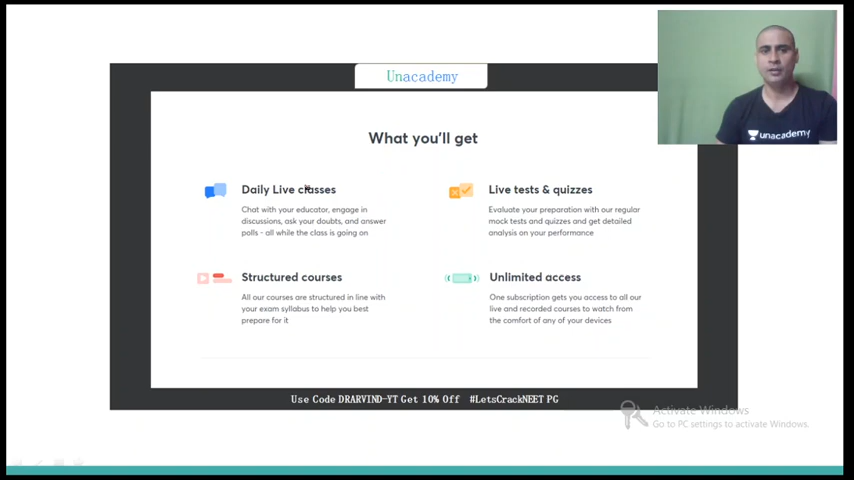 Unacademy
unacademy
What you'll get
Daily Live classes
Chat with your educator, engage in
discussions, ask your doubts, and answer
polls - all while the class is going on
Live tests & quizzes
Evaluate your preparation with our regular
mock tests and quizzes and get detailed
analysis on your performance
Structured courses
All our courses are structured in line with
your exam syllabus to help you best
prepare for it
Unlimited access
One subscription gets you access to all our
live and recorded courses to watch from
the comfort of any of your devices
Use Code DRARVIND-YT Get 10% Off #LetsCrackNEET PG
Activate Windows
Go to PC settings to activate Windows.